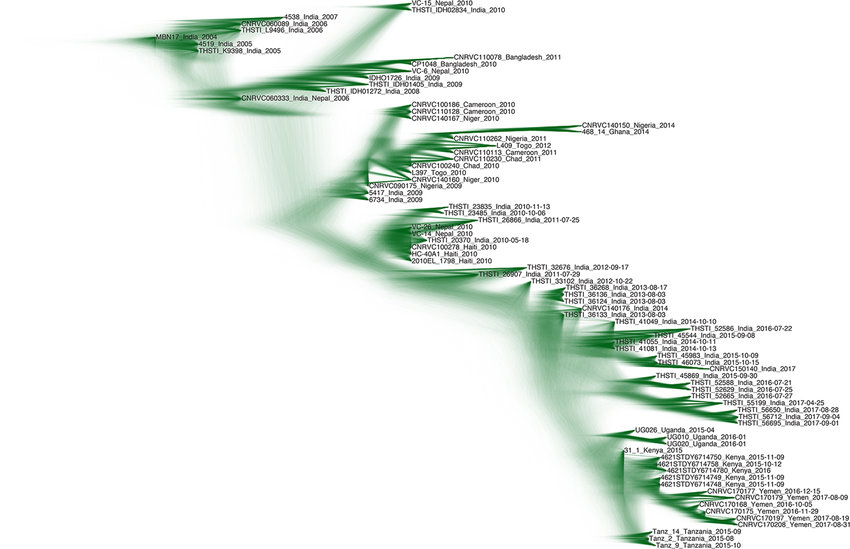 VC-15_Nepal_2010
THSTI_IDH02834_India_2010
4538_India_2007
CNRVC060089_India_2006
THSTI_L9496_India_2006
MBN17_India_2004
4519_India_2005
THSTI_K9398_India_2005
CNRVC110078_Bangladesh_2011
CP1048_Bangladesh_2010
VC-6_Nepal_2010
IDHO1726_India_2009
THSTI_IDH01405_India_2009
THSTI_IDH01272_India_2008
CNRVC060333_India_Nepal_2006
CNRVC100186_Cameroon_2010
CNRVC110128_Cameroon_2010
CNRVC140167_Niger_2010
CNRVC140150_Nigeria_2014
468_14_Ghana_2014
CNRVC110262_Nigeria_2011
L409_Togo_2012
CNRVC110113_Cameroon_2011
CNRVC110230_Chad_2011
CNRVC100240_Chad_2010
L397_Togo_2010
CNRVC140160_Niger_2010
CNRVC090175_Nigeria_2009
5417_India_2009
6734_India_2009
THSTI_23835_India_2010-11-13
THSTI_23485_India_2010-10-06
THSTI_26866_India_2011-07-25
VC-26_Nepal_2010
VC-14_Nepal_2010
THSTI_20370_India_2010-05-18
CNRVC100278_Haiti_2010
HC-40A1_Haiti_2010
2010EL_1798_Haiti_2010
THSTI_32676_India_2012-09-17
THSTI_26907_India_2011-07-29
THSTI_33102_India_2012-10-22
THSTI_36268_India_2013-08-17
THSTI_36136_India_2013-08-03
THSTI_36124_India_2013-08-03
CNRVC140176_India_2014
THSTI_36133_India_2013-08-03
THSTI_41049_India_2014-10-10
THSTI_52586_India_2016-07-22
THSTI_45544_India_2015-09-08
THSTI_41055_India_2014-10-11
THSTI_41081_India_2014-10-13
THSTI_45983_India_2015-10-09
THSTI_46073_India_2015-10-15
CNRVC150140_India_2017
THSTI_45869_India_2015-09-30
THSTI_52588_India_2016-07-21
THSTI_52629_India_2016-07-25
THSTI_52665_India_2016-07-27
THSTI_55199_India_2017-04-25
THSTI_56650_India_2017-08-28
THSTI_56712_India_2017-09-04
THSTI_56695_India_2017-09-01
UG026_Uganda_2015-04
UG010_Uganda_2016-01
UG020_Uganda_2016-01
31_1_Kenya_2015
4621STDY6714750_Kenya_2015-11-09
4621STDY6714758_Kenya_2015-10-12
4621STDY6714780_Kenya_2016
4621STDY6714749_Kenya_2015-11-09
4621STDY6714748_Kenya_2015-11-09
CNRVC170177_Yemen_2016-12-15
CNRVC170179_Yemen_2017-08-09
CNRVC170168_Yemen_2016-10-05
CNRVC170175_Yemen_2016-11-29
CNRVC170197_Yemen_2017-08-19
CNRVC170208_Yemen_2017-08-31
Tanz_14_Tanzania_2015-09
Tanz_2_Tanzania_2015-08
Tanz_9_Tanzania_2015-10